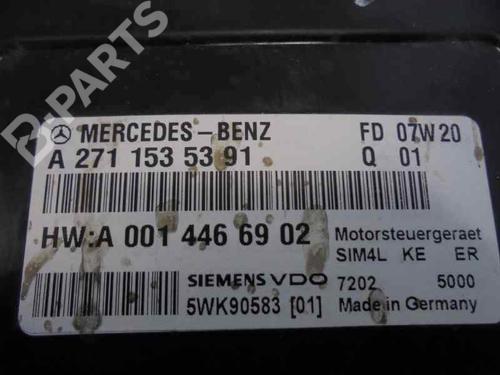 B-PARTS
MERCEDES-BENZ FD 07W20
A 271 153 53 91 Q 01
HW:A 001 446 69 02 Motorsteuergeraet
SIM4L KE ER
SIEMENS VDO 7202 5000
5WK90583 [01] Made in Germany